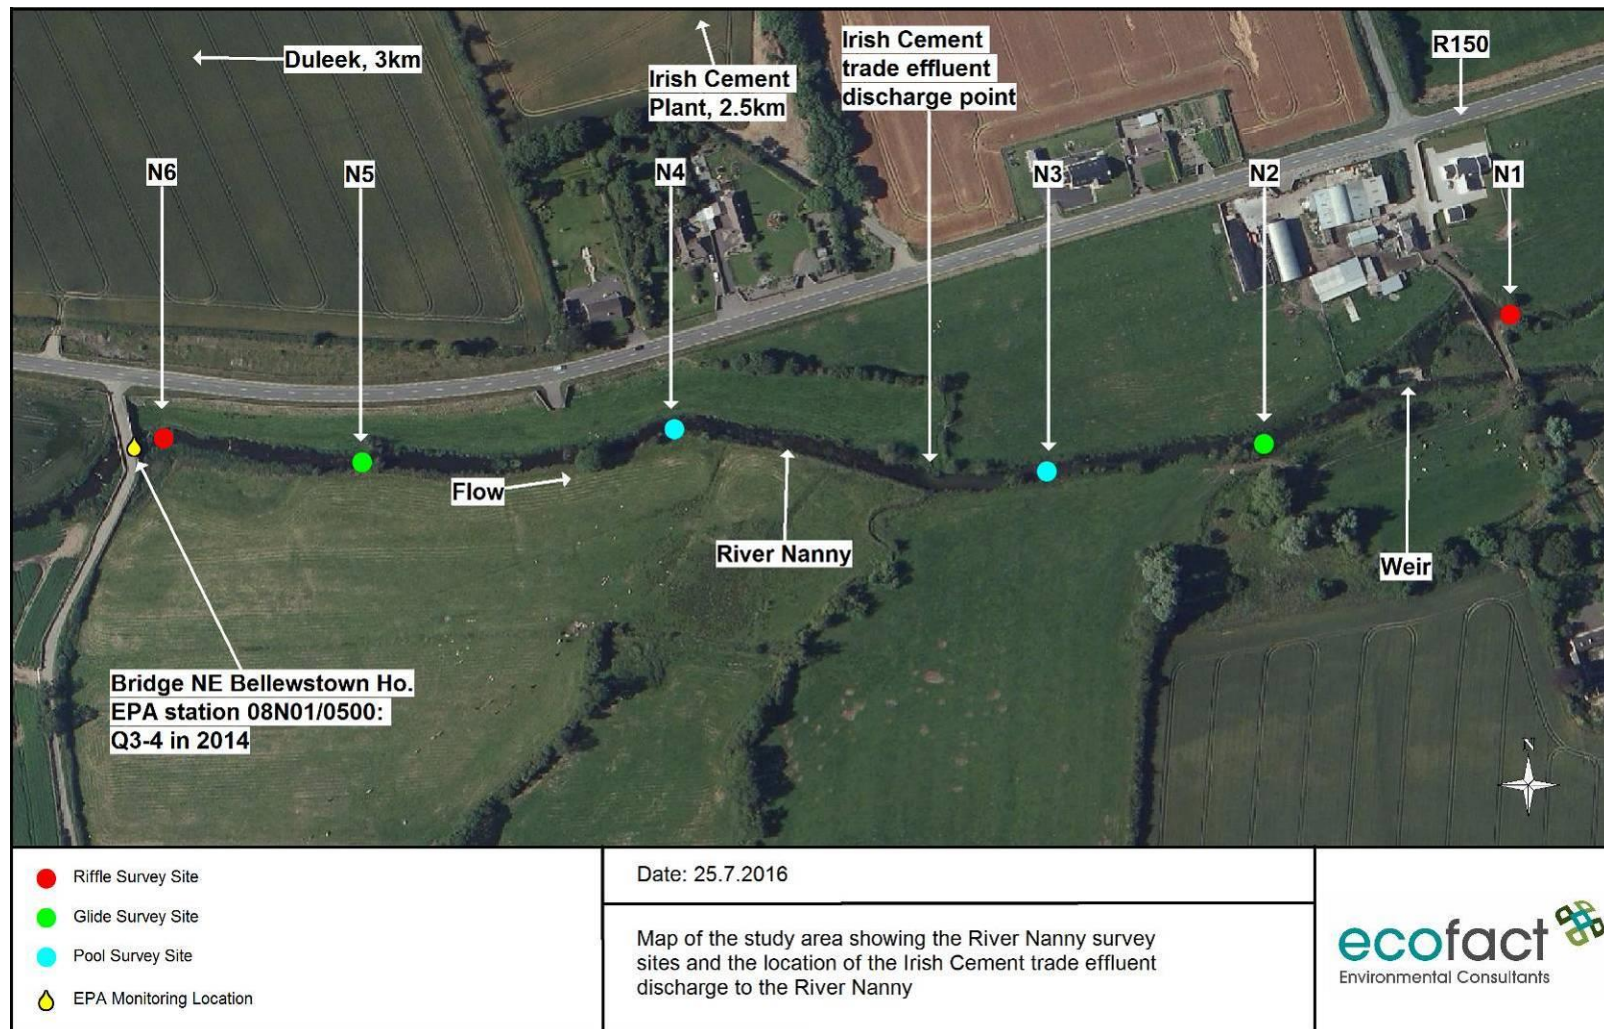 Duleek, 3km
Irish Cement
Plant, 2.5km
Irish Cement
trade effluent
discharge point
R150
N6
N5
N4
N3
N2
N1
Flow
River Nanny
Weir
Bridge NE Bellewstown Ho.
EPA station 08N01/0500:
Q3-4 in 2014
N
Riffle Survey Site
Glide Survey Site
Pool Survey Site
EPA Monitoring Location
Date: 25.7.2016
Map of the study area showing the River Nanny survey
sites and the location of the Irish Cement trade effluent
discharge to the River Nanny
ecofact
Environmental Consultants